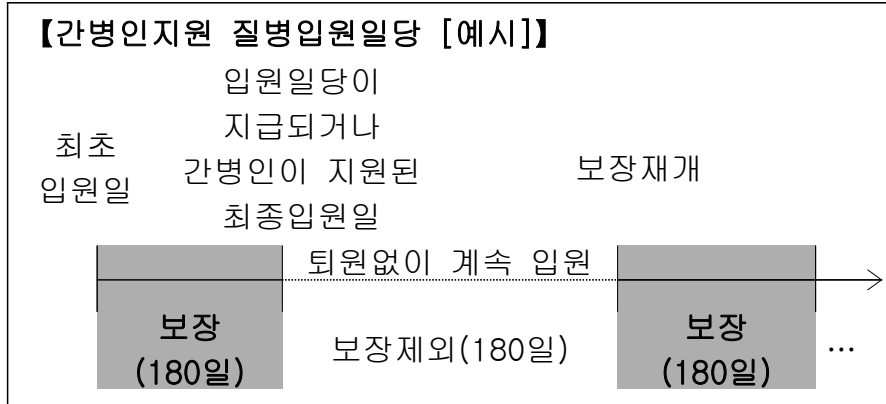 【간병인지원 질병입원일당 [예시]】
최초
입원일
입원일당이
지급되거나
간병인이 지원된
최종입원일
보장재개
퇴원없이 계속 입원
보장
(180일)
보장제외(180일)
보장
(180일)
…